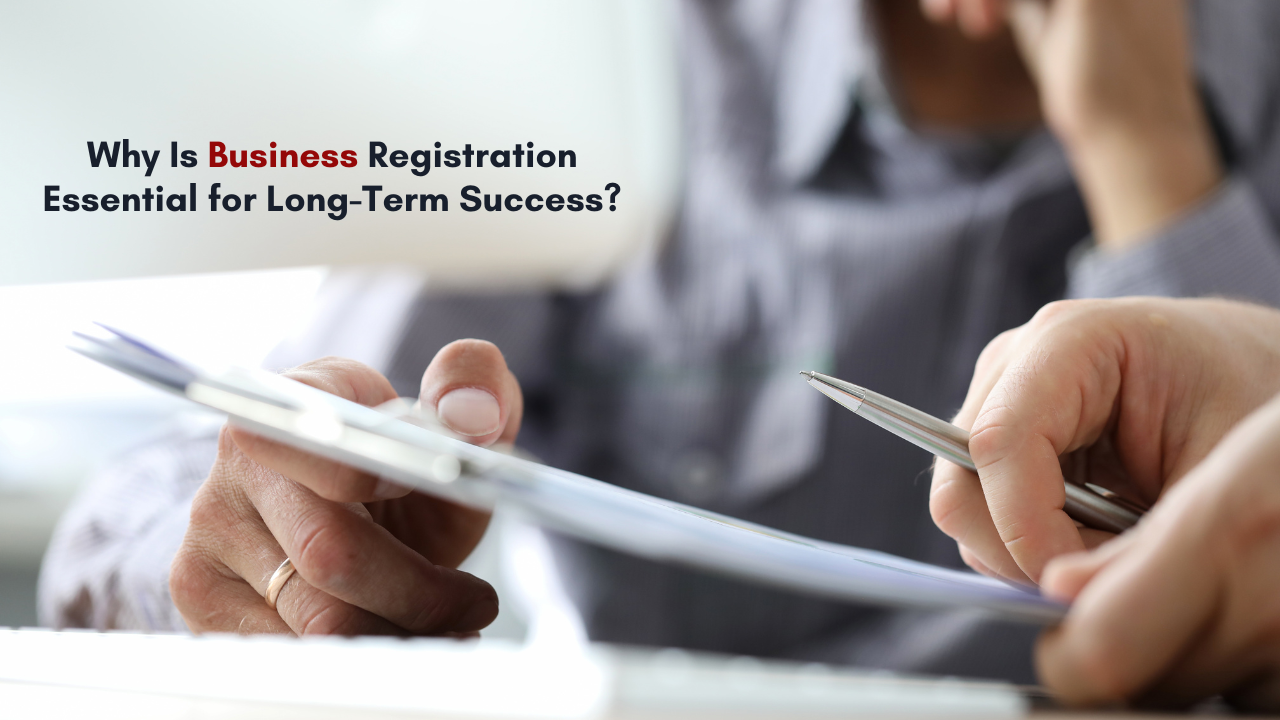 Why Is Business Registration
Essential for Long-Term Success?